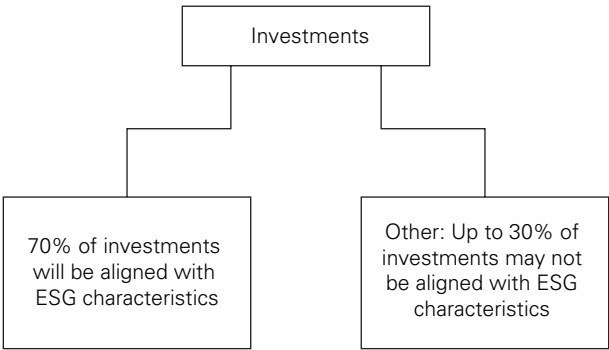 Investments
70% of investments
will be aligned with
ESG characteristics
Other: Up to 30% of
investments may not
be aligned with ESG
characteristics